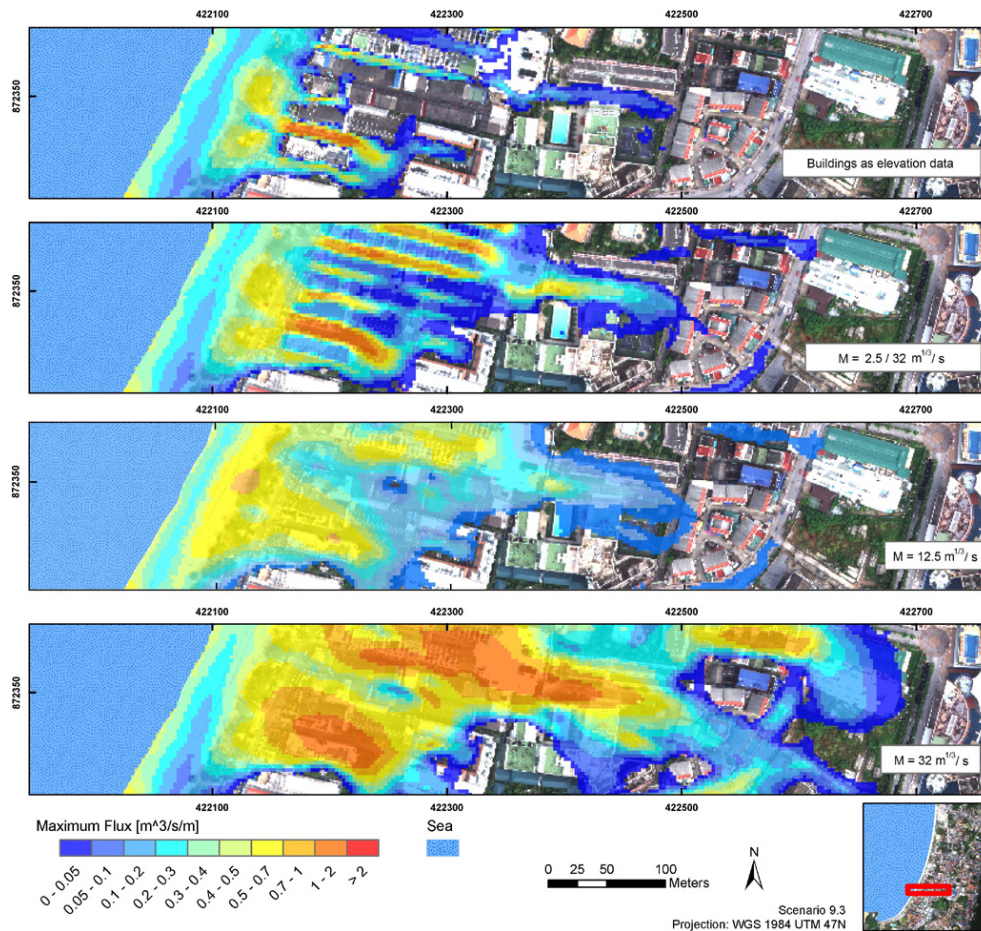 422100 422300 422500 422700
872350
Buildings as elevation data
422100 422300 422500 422700
872350
M = 2.5 / 32 m^1/3/ s
422100 422300 422500 422700
872350
M = 12.5 m^1/3/ s
422100 422300 422500 422700
872350
M = 32 m^1/3/ s
422100 422300 422500 422700
Maximum Flux [m^3/s/m]
0 - 0.05
0.05 - 0.1
0.1 - 0.2
0.2 - 0.3
0.3 - 0.4
0.4 - 0.5
0.5 - 0.7
0.7 - 1
1 - 2
> 2
Sea
0 25 50 100
Meters
N
Scenario 9.3
Projection: WGS 1984 UTM 47N